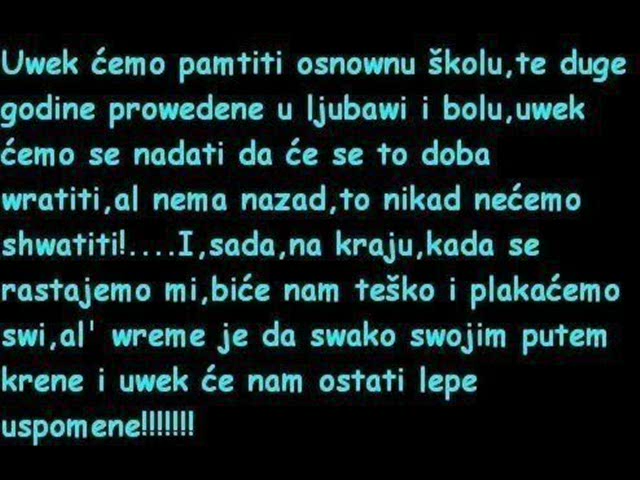 Uwek ćemo pamtiti osnownu školu,te duge
godine prowedene u ljubawi i bolu,uwek
ćemo se nadati da će se to doba
wratiti,al nema nazad,to nikad nećemo
shwatiti!....I,sada,na kraju,kada se
rastajemo mi,biće nam teško i plakaćemo
swi,al' wreme je da swako swojim putem
krene i uwek će nam ostati lepe
uspomene!!!!!!!